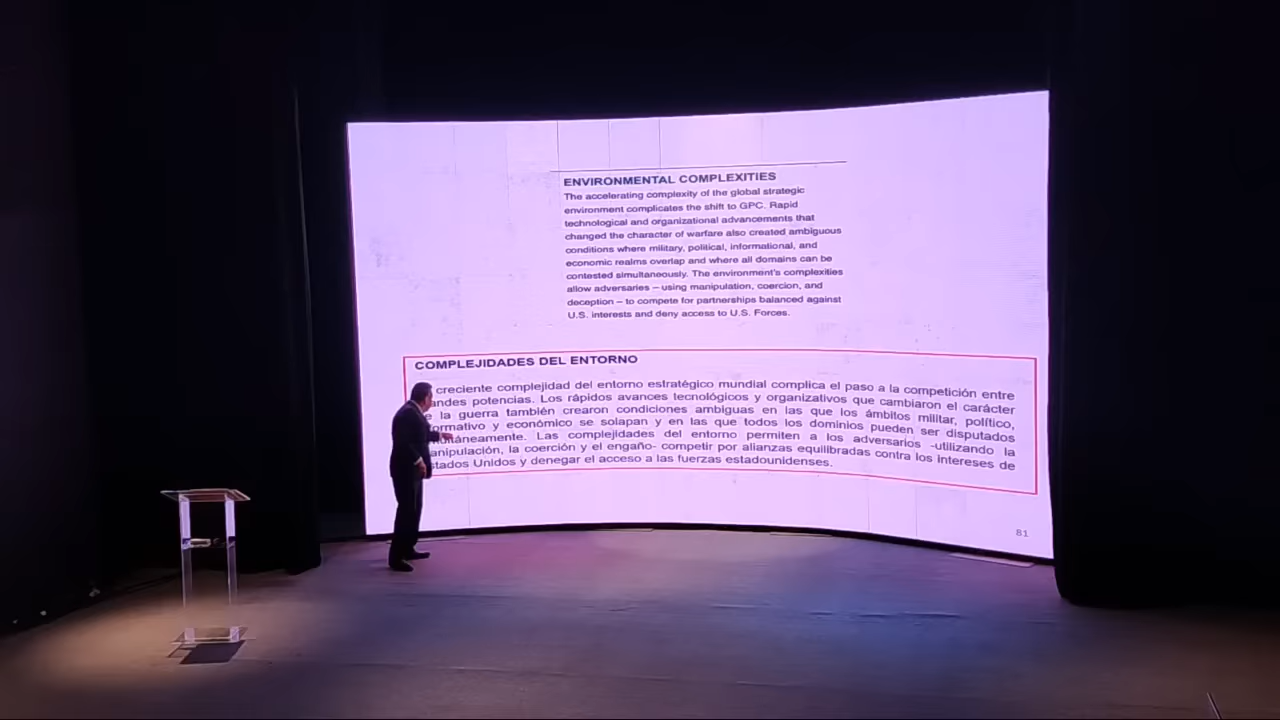 ENVIRONMENTAL COMPLEXITIES
The accelerating complexity of the global strategic
environment complicates the shift to GPC. Rapid
technological and organizational advancements that
changed the character of warfare also created ambiguous
conditions where military, political, informational, and
economic realms overlap and where all domains can be
contested simultaneously. The environment's complexities
allow adversaries – using manipulation, coercion, and
deception – to compete for partnerships balanced against
U.S. interests and deny access to U.S. Forces.
COMPLEJIDADES DEL ENTORNO
creciente complejidad del entorno estratégico mundial complica el paso a la competición entre
andes potencias. Los rápidos avances tecnológicos y organizativos que cambiaron el carácter
e la guerra también crearon condiciones ambiguas en las que los ámbitos militar, político,
ormativo y económico se solapan y en las que todos los dominios pueden ser disputados
multáneamente. Las complejidades del entorno permiten a los adversarios -utilizando la
anipulación, la coerción y el engaño- competir por alianzas equilibradas contra los intereses de
stados Unidos y denegar el acceso a las fuerzas estadounidenses.
81